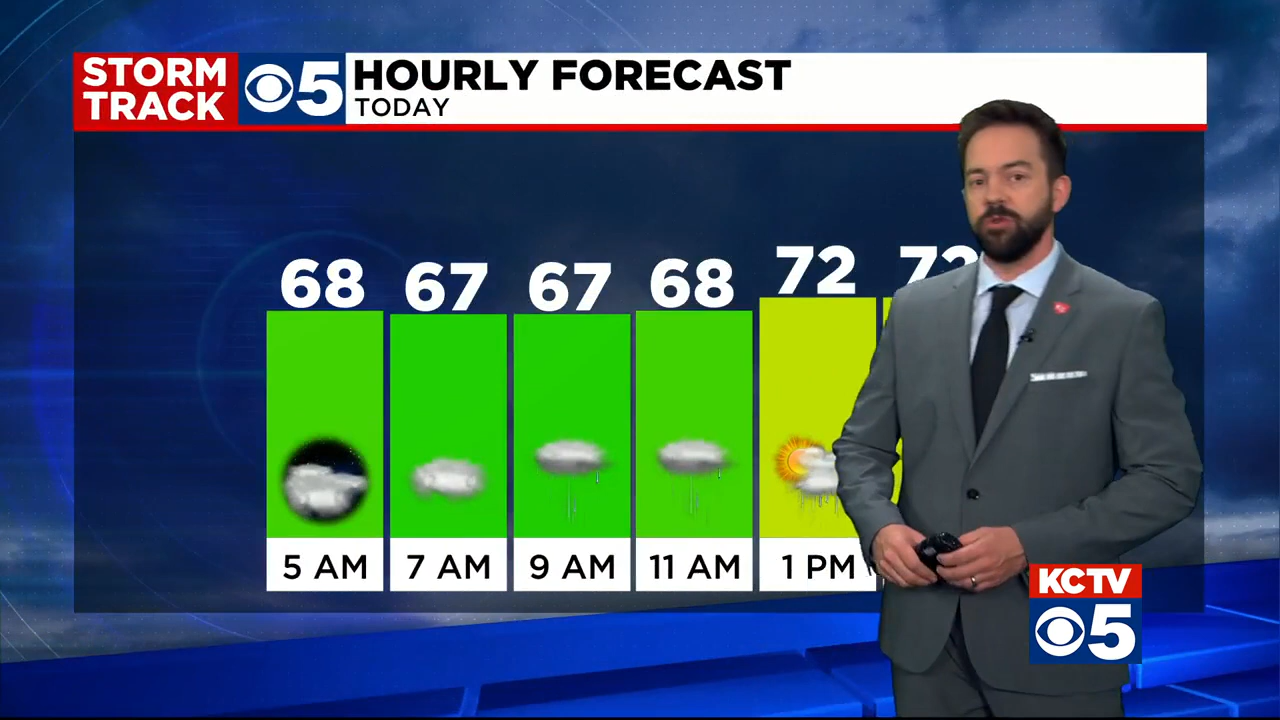 STORM
TRACK
5
HOURLY FORECAST
TODAY
68 67 67 68 72
5 AM 7 AM 9 AM 11 AM 1 PM
KCTV
5